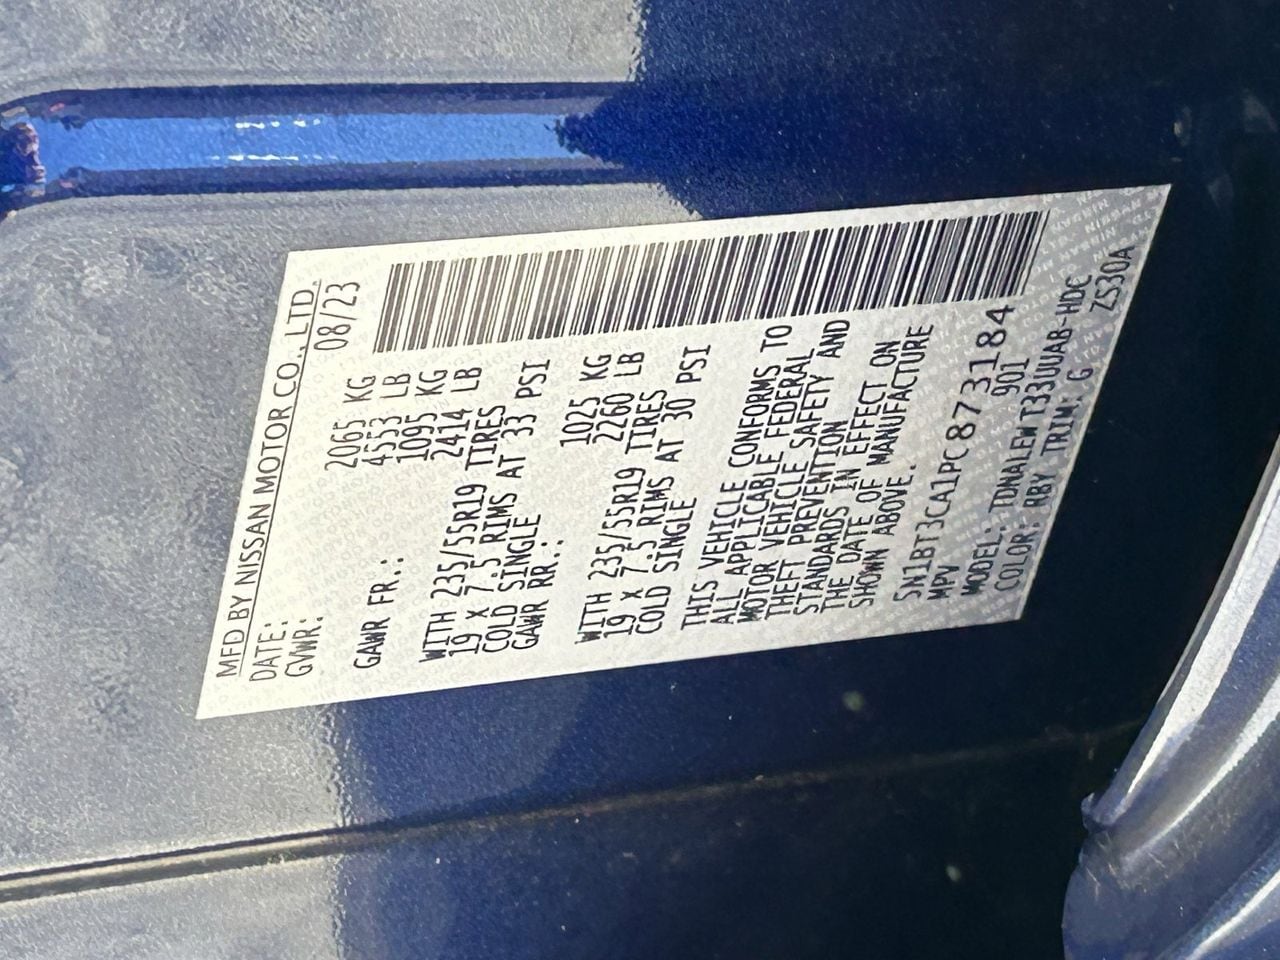 MFD BY NISSAN MOTOR CO., LTD.
DATE: 08/23
GVWR: 2065 KG
4553 LB
GAWR FR.: 1095 KG
2414 LB
WITH 235/55R19 TIRES
19 X 7.5 RIMS AT 33 PSI
COLD SINGLE
GAWR RR.: 1025 KG
2260 LB
WITH 235/55R19 TIRES
19 X 7.5 RIMS AT 30 PSI
COLD SINGLE
THIS VEHICLE CONFORMS TO
ALL APPLICABLE FEDERAL
MOTOR VEHICLE SAFETY AND
THEFT PREVENTION
STANDARDS IN EFFECT ON
THE DATE OF MANUFACTURE
SHOWN ABOVE.
5N1BT3CA1PC873184
MPV 901
MODEL: TDNALEWT33UUAB-HDC
COLOR: RBY TRIM: G ZS30A